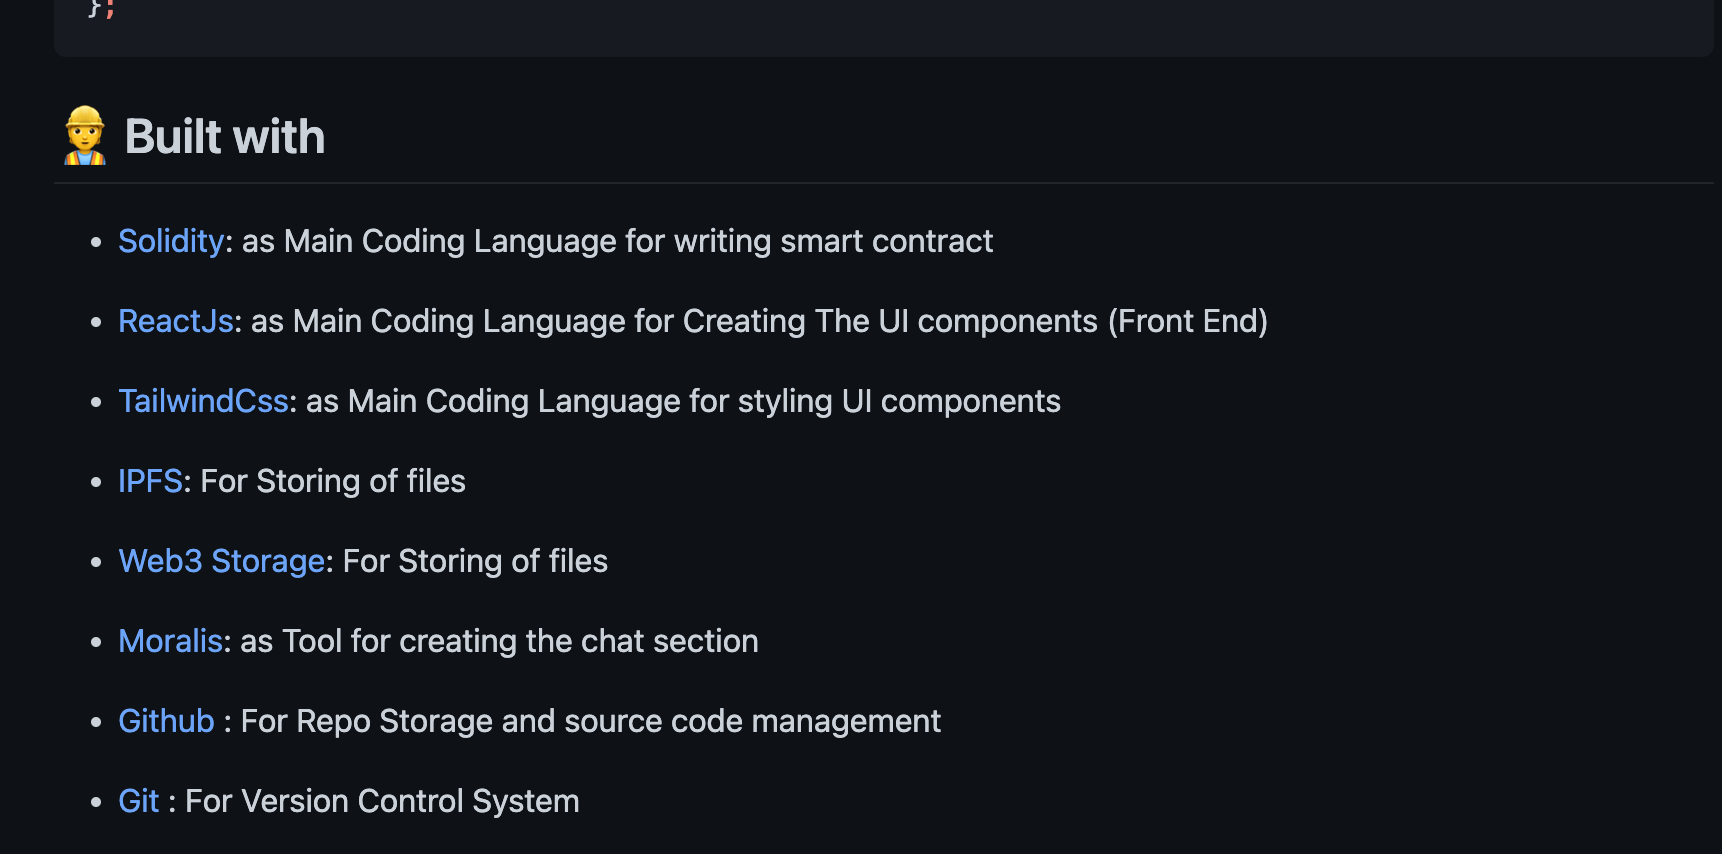 };
Built with
Solidity: as Main Coding Language for writing smart contract
ReactJs: as Main Coding Language for Creating The UI components (Front End)
TailwindCss: as Main Coding Language for styling UI components
IPFS: For Storing of files
Web3 Storage: For Storing of files
Moralis: as Tool for creating the chat section
Github : For Repo Storage and source code management
Git : For Version Control System